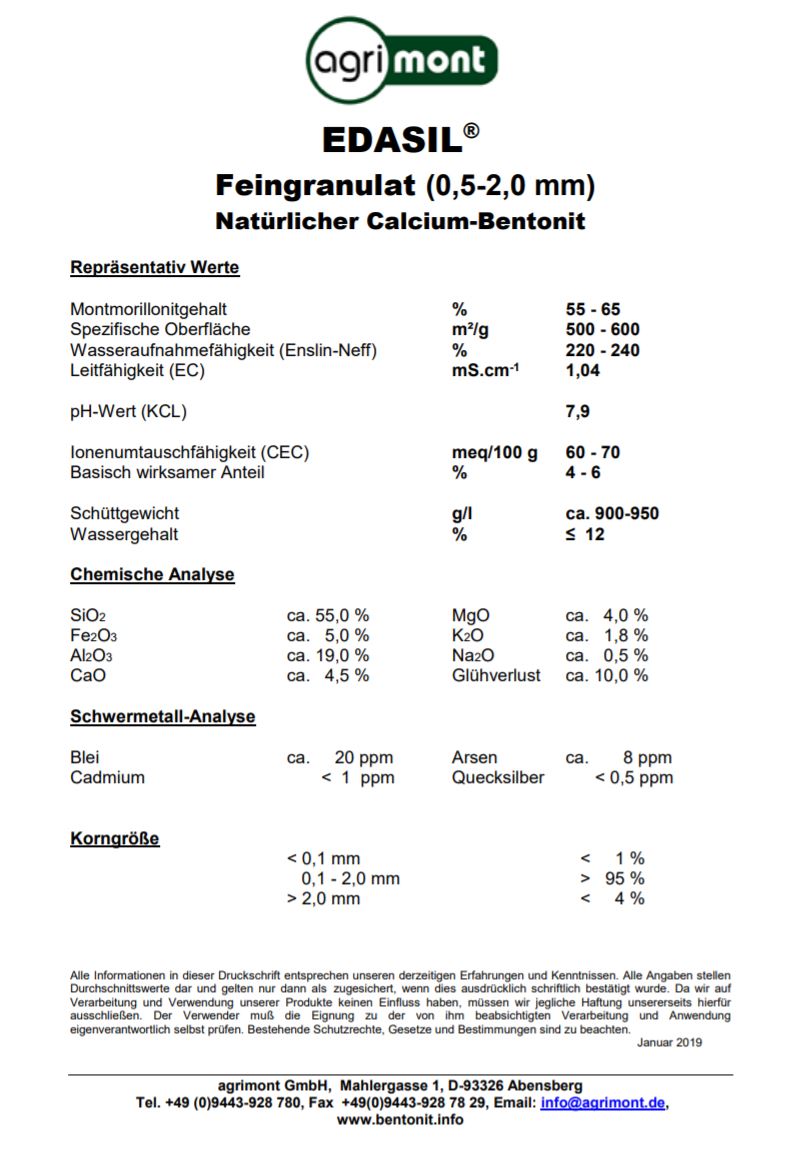 agrimont
EDASIL®
Feingranulat (0,5-2,0 mm)
Natürlicher Calcium-Bentonit
Repräsentativ Werte
Montmorillonitgehalt % 55 - 65
Spezifische Oberfläche m²/g 500 - 600
Wasseraufnahmefähigkeit (Enslin-Neff) % 220 - 240
Leitfähigkeit (EC) mS.cm⁻¹ 1,04
pH-Wert (KCL) 7,9
Ionenumtauschfähigkeit (CEC) meq/100 g 60 - 70
Basisch wirksamer Anteil % 4 - 6
Schüttgewicht g/l ca. 900-950
Wassergehalt % ≤ 12
Chemische Analyse
SiO₂ ca. 55,0 % MgO ca. 4,0 %
Fe₂O₃ ca. 5,0 % K₂O ca. 1,8 %
Al₂O₃ ca. 19,0 % Na₂O ca. 0,5 %
CaO ca. 4,5 % Glühverlust ca. 10,0 %
Schwermetall-Analyse
Blei ca. 20 ppm Arsen ca. 8 ppm
Cadmium < 1 ppm Quecksilber < 0,5 ppm
Korngröße
< 0,1 mm < 1 %
0,1 - 2,0 mm > 95 %
> 2,0 mm < 4 %
Alle Informationen in dieser Druckschrift entsprechen unseren derzeitigen Erfahrungen und Kenntnissen. Alle Angaben stellen
Durchschnittswerte dar und gelten nur dann als zugesichert, wenn dies ausdrücklich schriftlich bestätigt wurde. Da wir auf
Verarbeitung und Verwendung unserer Produkte keinen Einfluss haben, müssen wir jegliche Haftung unsererseits hierfür
ausschließen. Der Verwender muß die Eignung zu der von ihm beabsichtigten Verarbeitung und Anwendung
eigenverantwortlich selbst prüfen. Bestehende Schutzrechte, Gesetze und Bestimmungen sind zu beachten.
Januar 2019
agrimont GmbH, Mahlergasse 1, D-93326 Abensberg
Tel. +49 (0)9443-928 780, Fax +49(0)9443-928 78 29, Email: info@agrimont.de,
www.bentonit.info